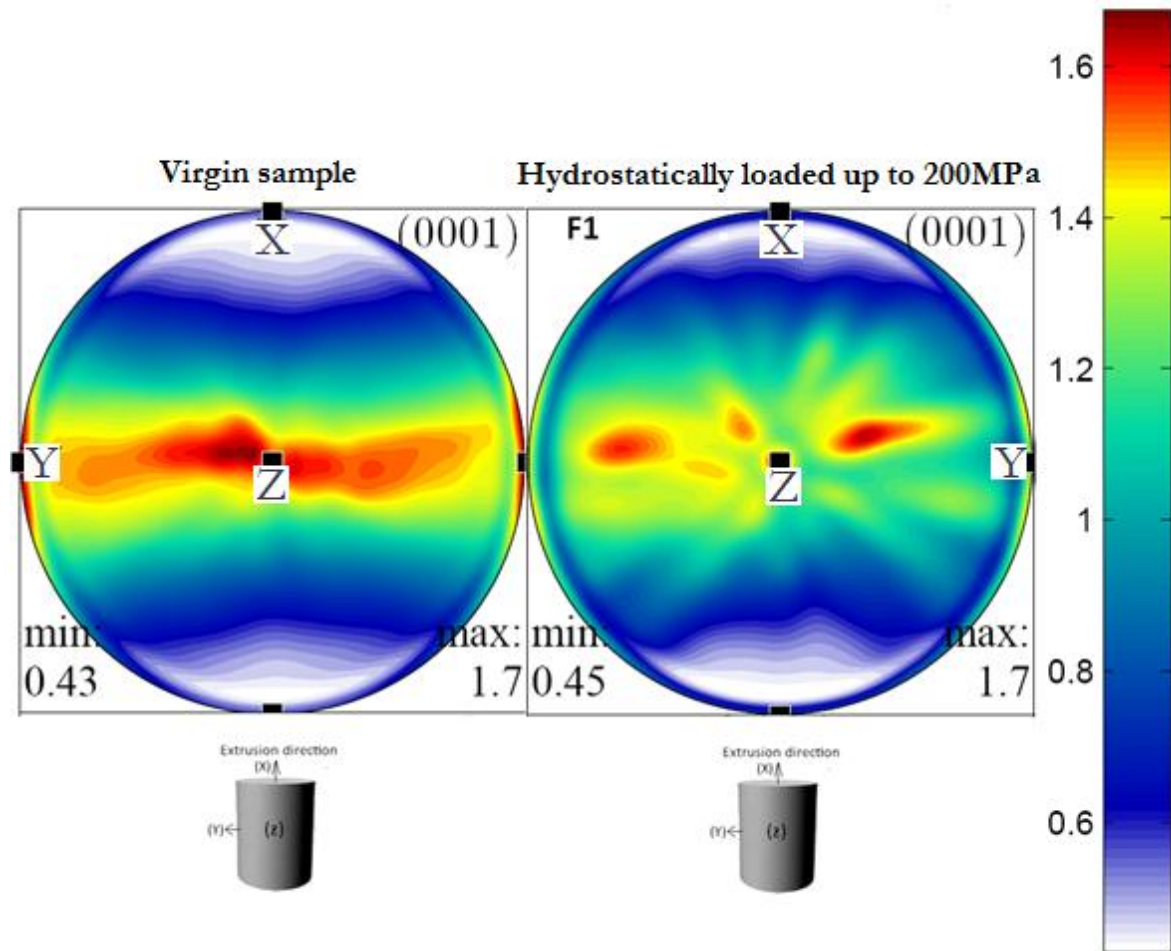 Virgin sample
X
(0001)
Y
Z
min:
0.43
max:
1.7
Extrusion direction
(X)
(Y)
(z)
Hydrostatically loaded up to 200MPa
F1
X
(0001)
Y
Z
min:
0.45
max:
1.7
Extrusion direction
(X)
(Y)
(z)
1.6
1.4
1.2
1
0.8
0.6